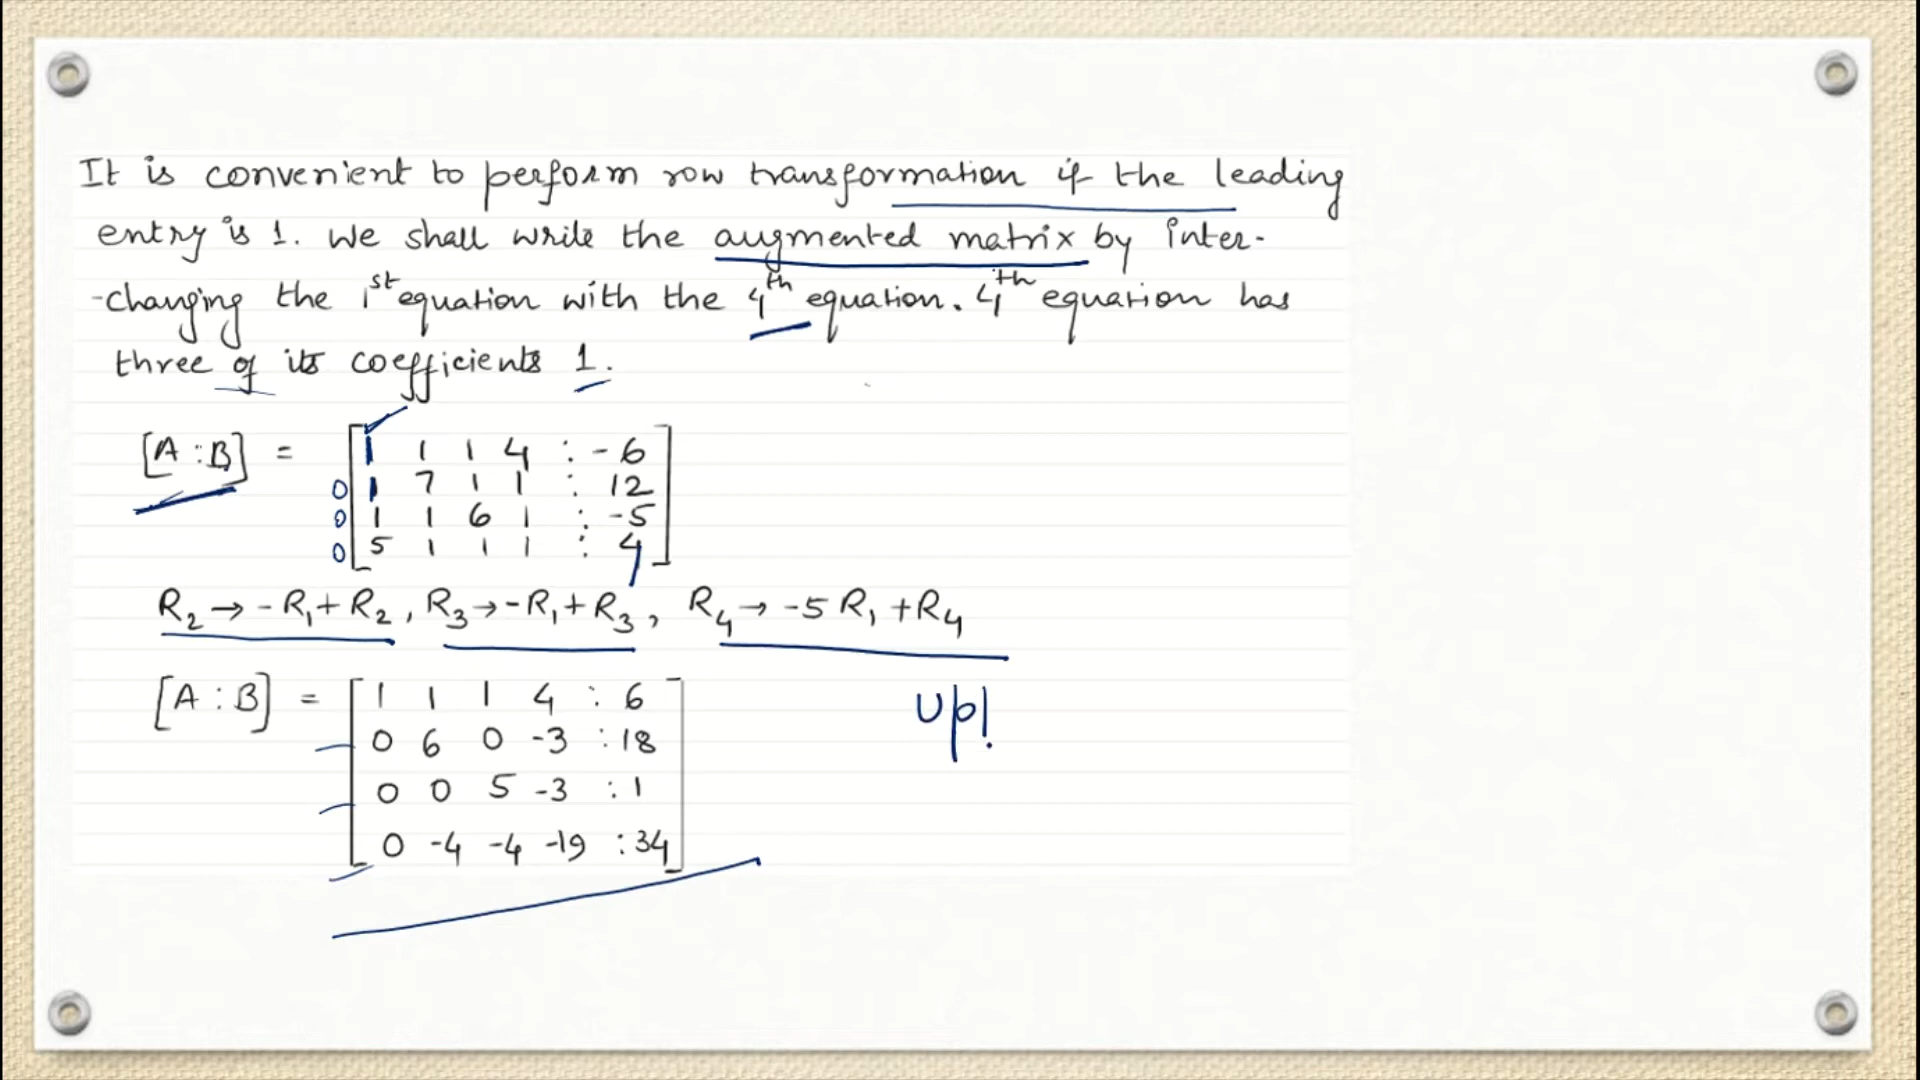 It is convenient to perform row transformation if the leading
entry is 1. We shall write the augmented matrix by inter-
-changing the 1st equation with the 4th equation. 4th equation has
three of its coefficients 1.
[A : B] = [1 1 1 4 : -6
0 1 7 1 1 : 12
0 1 1 6 1 : -5
0 5 1 1 1 : 4]
R2 → -R1 + R2, R3 → -R1 + R3, R4 → -5 R1 + R4
[A : B] = [1 1 1 4 : 6
0 6 0 -3 : 18
0 0 5 -3 : 1
0 -4 -4 -19 : 34]